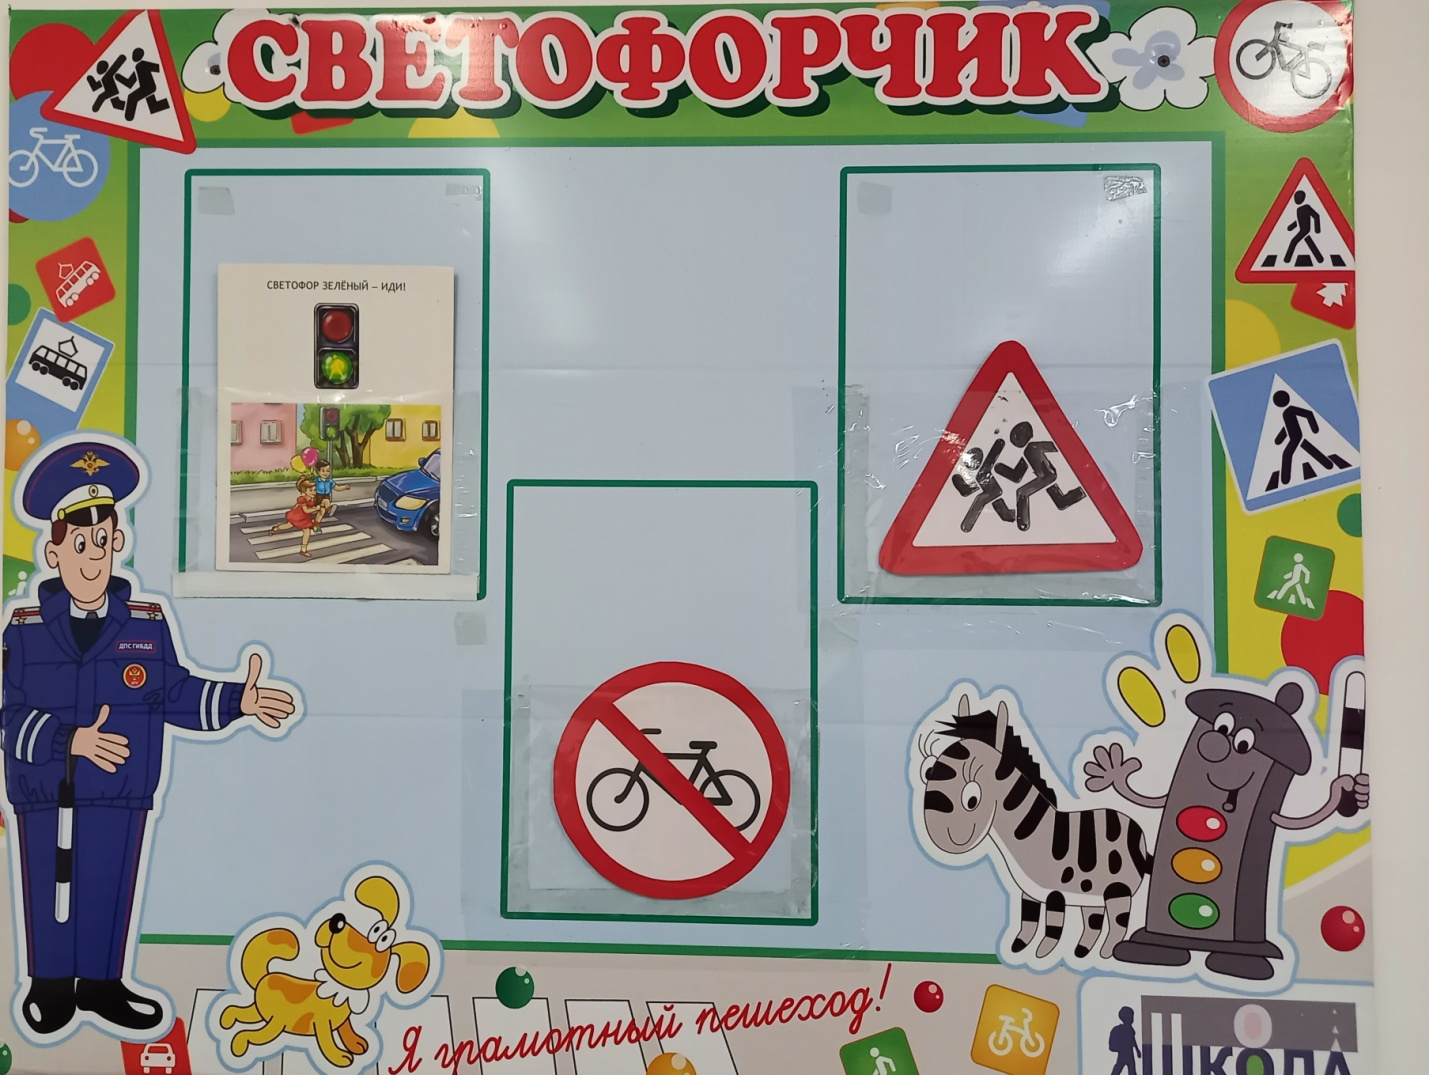 СВЕТОФОРЧИК
СВЕТОФОР ЗЕЛЁНЫЙ – ИДИ!
ДПС ГИБДД
Я грамотный пешеход!
ШКОЛА